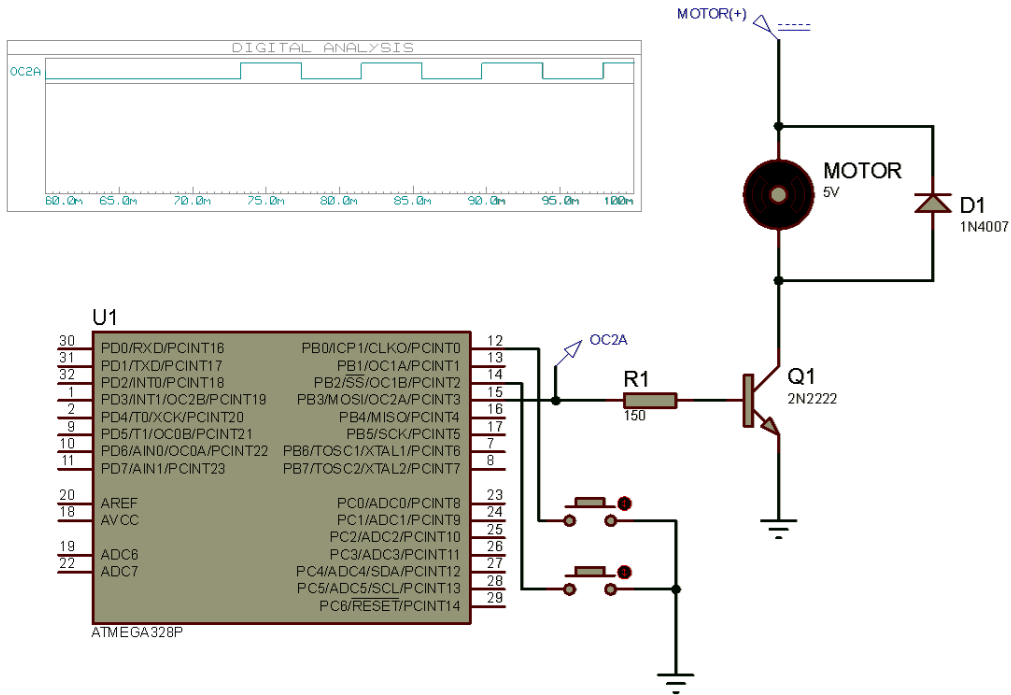 MOTOR(+)
DIGITAL ANALYSIS
OC2A
60.0m 65.0m 70.0m 75.0m 80.0m 85.0m 90.0m 95.0m 100m
MOTOR
5V
D1
1N4007
U1
30 PD0/RXD/PCINT16
31 PD1/TXD/PCINT17
32 PD2/INT0/PCINT18
1 PD3/INT1/OC2B/PCINT19
2 PD4/T0/XCK/PCINT20
9 PD5/T1/OC0B/PCINT21
10 PD6/AIN0/OC0A/PCINT22
11 PD7/AIN1/PCINT23
20 AREF
18 AVCC
19 ADC6
22 ADC7
PB0/ICP1/CLKO/PCINT0 12
PB1/OC1A/PCINT1 13
PB2/SS/OC1B/PCINT2 14
PB3/MOSI/OC2A/PCINT3 15
PB4/MISO/PCINT4 16
PB5/SCK/PCINT5 17
PB6/TOSC1/XTAL1/PCINT6 7
PB7/TOSC2/XTAL2/PCINT7 8
PC0/ADC0/PCINT8 23
PC1/ADC1/PCINT9 24
PC2/ADC2/PCINT10 25
PC3/ADC3/PCINT11 26
PC4/ADC4/SDA/PCINT12 27
PC5/ADC5/SCL/PCINT13 28
PC6/RESET/PCINT14 29
ATMEGA328P
OC2A
R1
150
Q1
2N2222